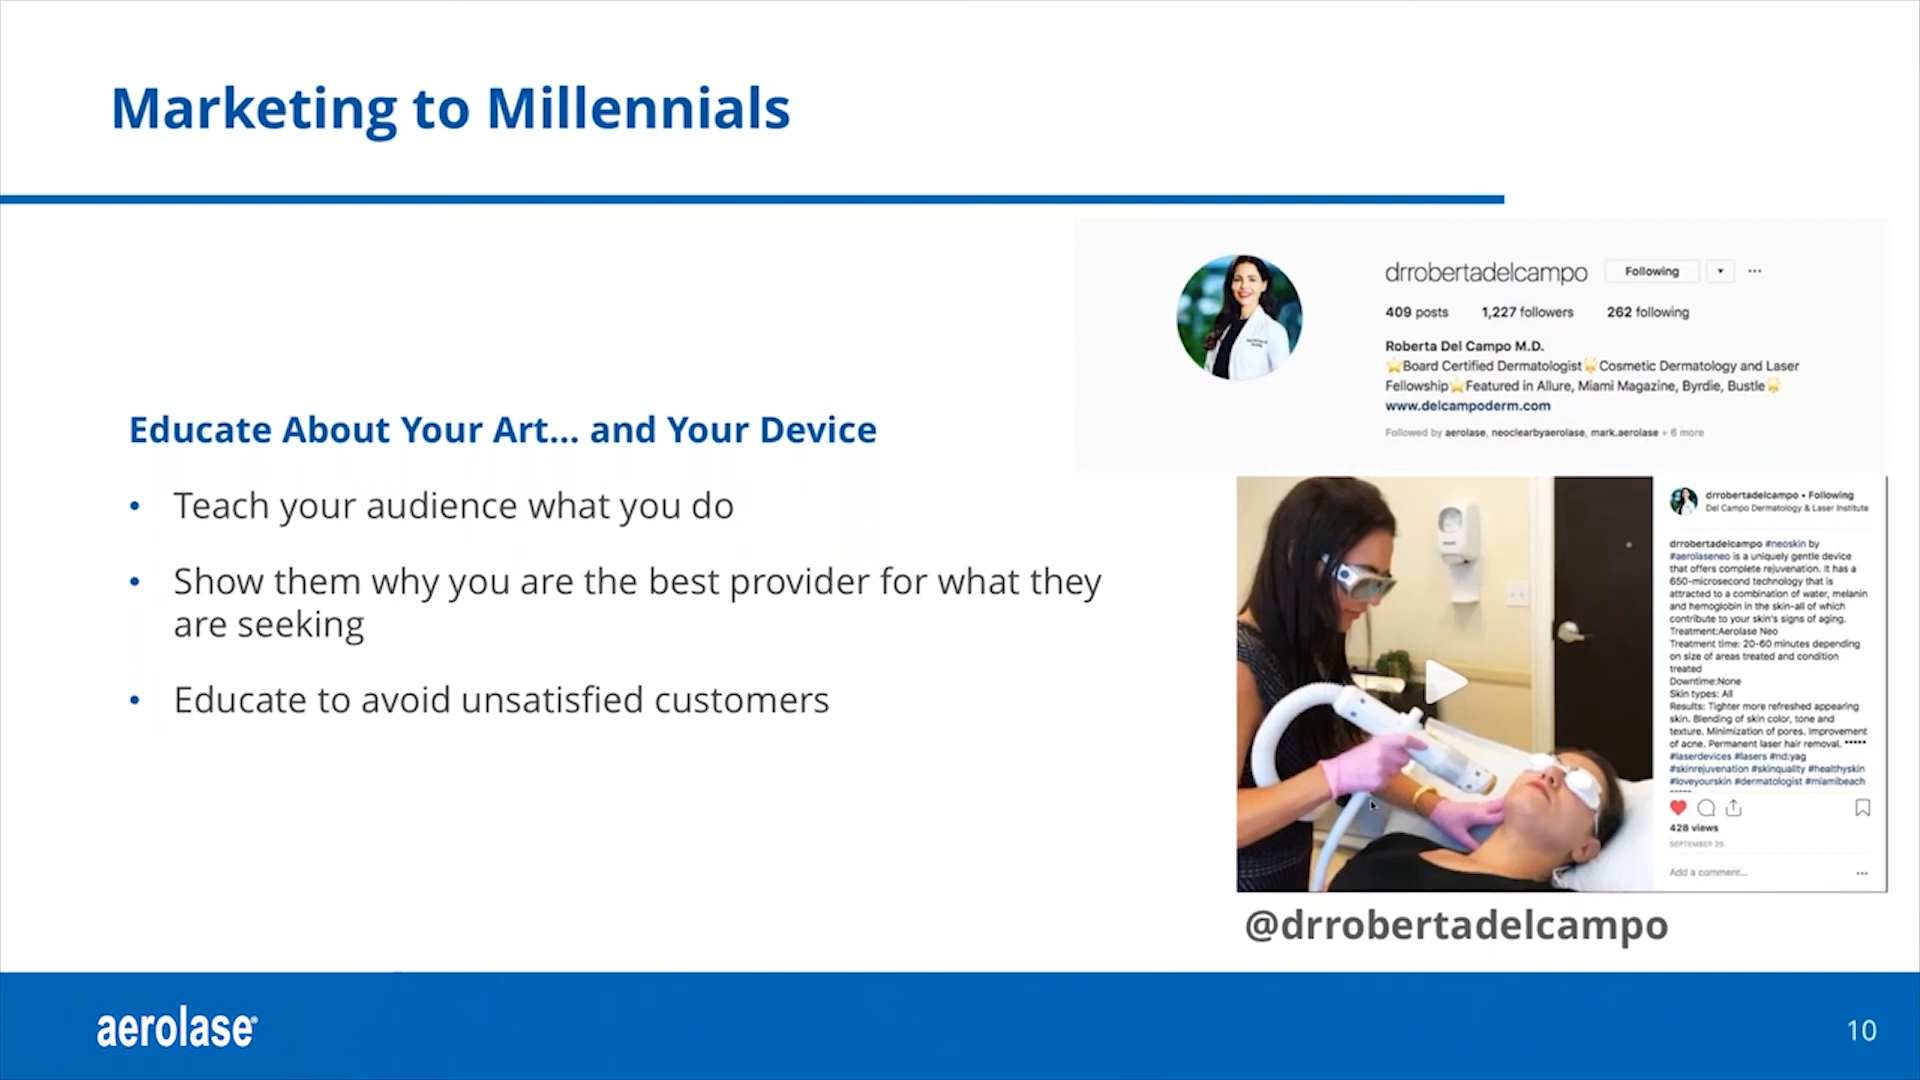 Marketing to Millennials
drrobertadelcampo Following
409 posts 1,227 followers 262 following
Roberta Del Campo M.D.
⭐Board Certified Dermatologist🌟Cosmetic Dermatology and Laser
Fellowship⭐Featured in Allure, Miami Magazine, Byrdie, Bustle🌟
www.delcampoderm.com
Followed by aerolase, neoclearbyaerolase, mark.aerolase + 6 more
Educate About Your Art... and Your Device
• Teach your audience what you do
• Show them why you are the best provider for what they
are seeking
• Educate to avoid unsatisfied customers
drrobertadelcampo • Following
Del Campo Dermatology & Laser Institute
drrobertadelcampo #neoskin by
#aerolaseneo is a uniquely gentle device
that offers complete rejuvenation. It has a
650-microsecond technology that is
attracted to a combination of water, melanin
and hemoglobin in the skin-all of which
contribute to your skin's signs of aging.
Treatment:Aerolase Neo
Treatment time: 20-60 minutes depending
on size of areas treated and condition
treated
Downtime:None
Skin types: All
Results: Tighter more refreshed appearing
skin. Blending of skin color, tone and
texture. Minimization of pores. Improvement
of acne. Permanent laser hair removal. *****
#laserdevices #lasers #nd:yag
#skinrejuvenation #skinquality #healthyskin
#loveyourskin #dermatologist #miamibeach
428 views
SEPTEMBER 25
Add a comment...
@drrobertadelcampo
aerolase®
10